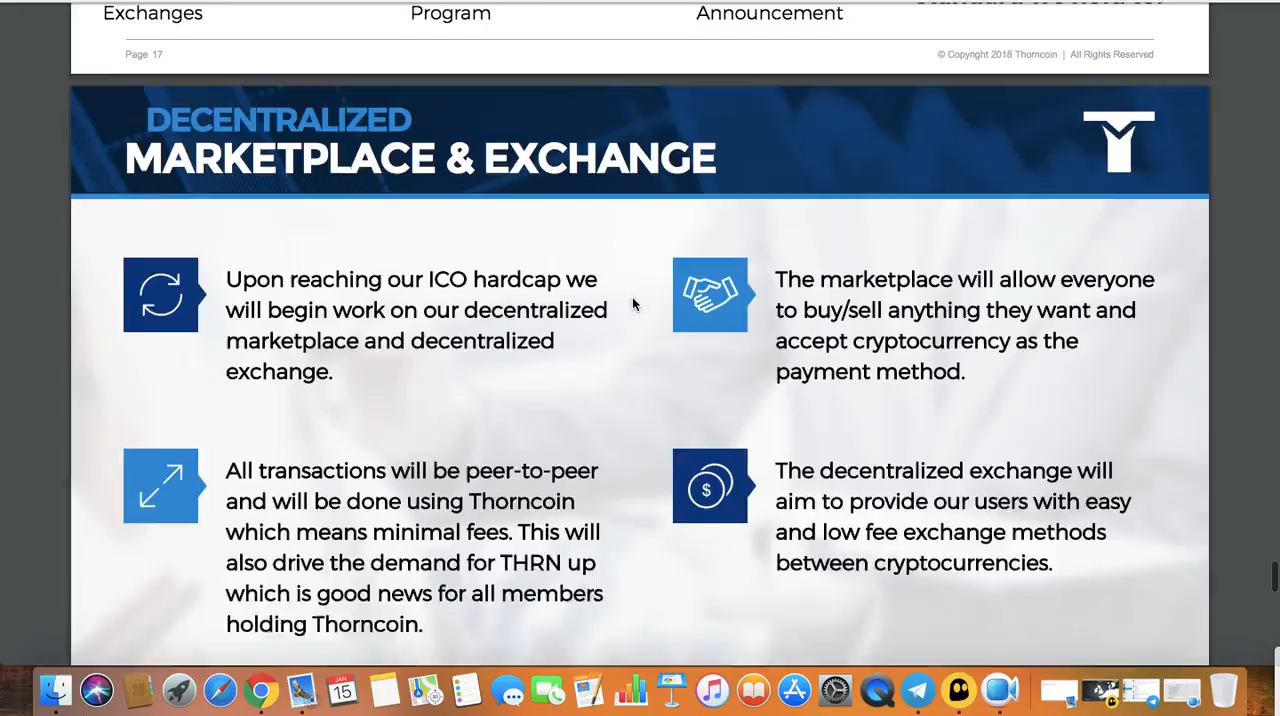 Exchanges
Program
Announcement
Page 17
© Copyright 2018 Thorncoin | All Rights Reserved
DECENTRALIZED
MARKETPLACE & EXCHANGE
Upon reaching our ICO hardcap we
will begin work on our decentralized
marketplace and decentralized
exchange.
The marketplace will allow everyone
to buy/sell anything they want and
accept cryptocurrency as the
payment method.
All transactions will be peer-to-peer
and will be done using Thorncoin
which means minimal fees. This will
also drive the demand for THRN up
which is good news for all members
holding Thorncoin.
The decentralized exchange will
aim to provide our users with easy
and low fee exchange methods
between cryptocurrencies.
JAN
15